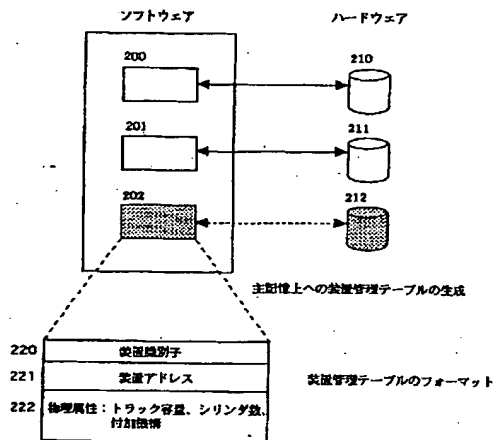 ソフトウェア
ハードウェア
200
210
201
211
202
212
主記憶上への装置管理テーブルの生成
220 装置識別子
221 装置アドレス
装置管理テーブルのフォーマット
222 物理属性：トラック容量、シリンダ数、
付加機構